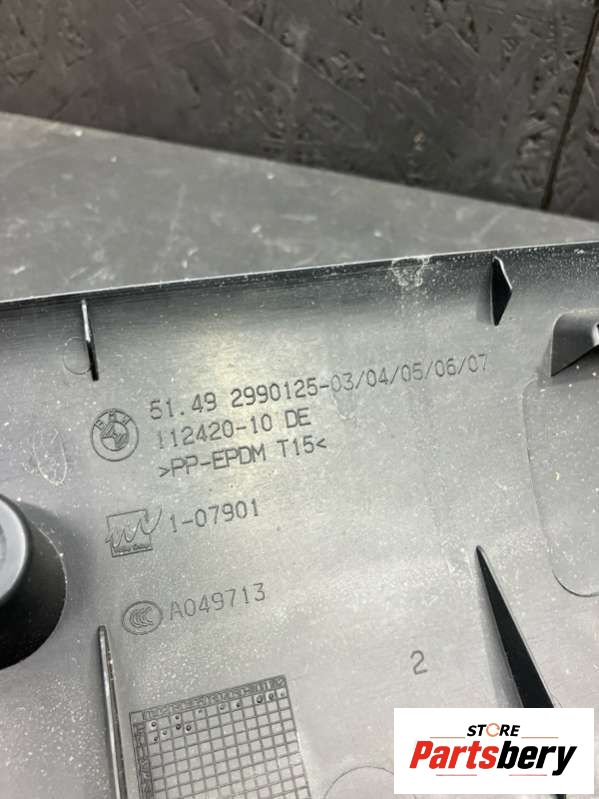 51.49 2990125-03/04/05/06/07
112420-10 DE
>PP-EPDM T15<
1-07901
A049713
2
STORE
Partsbery